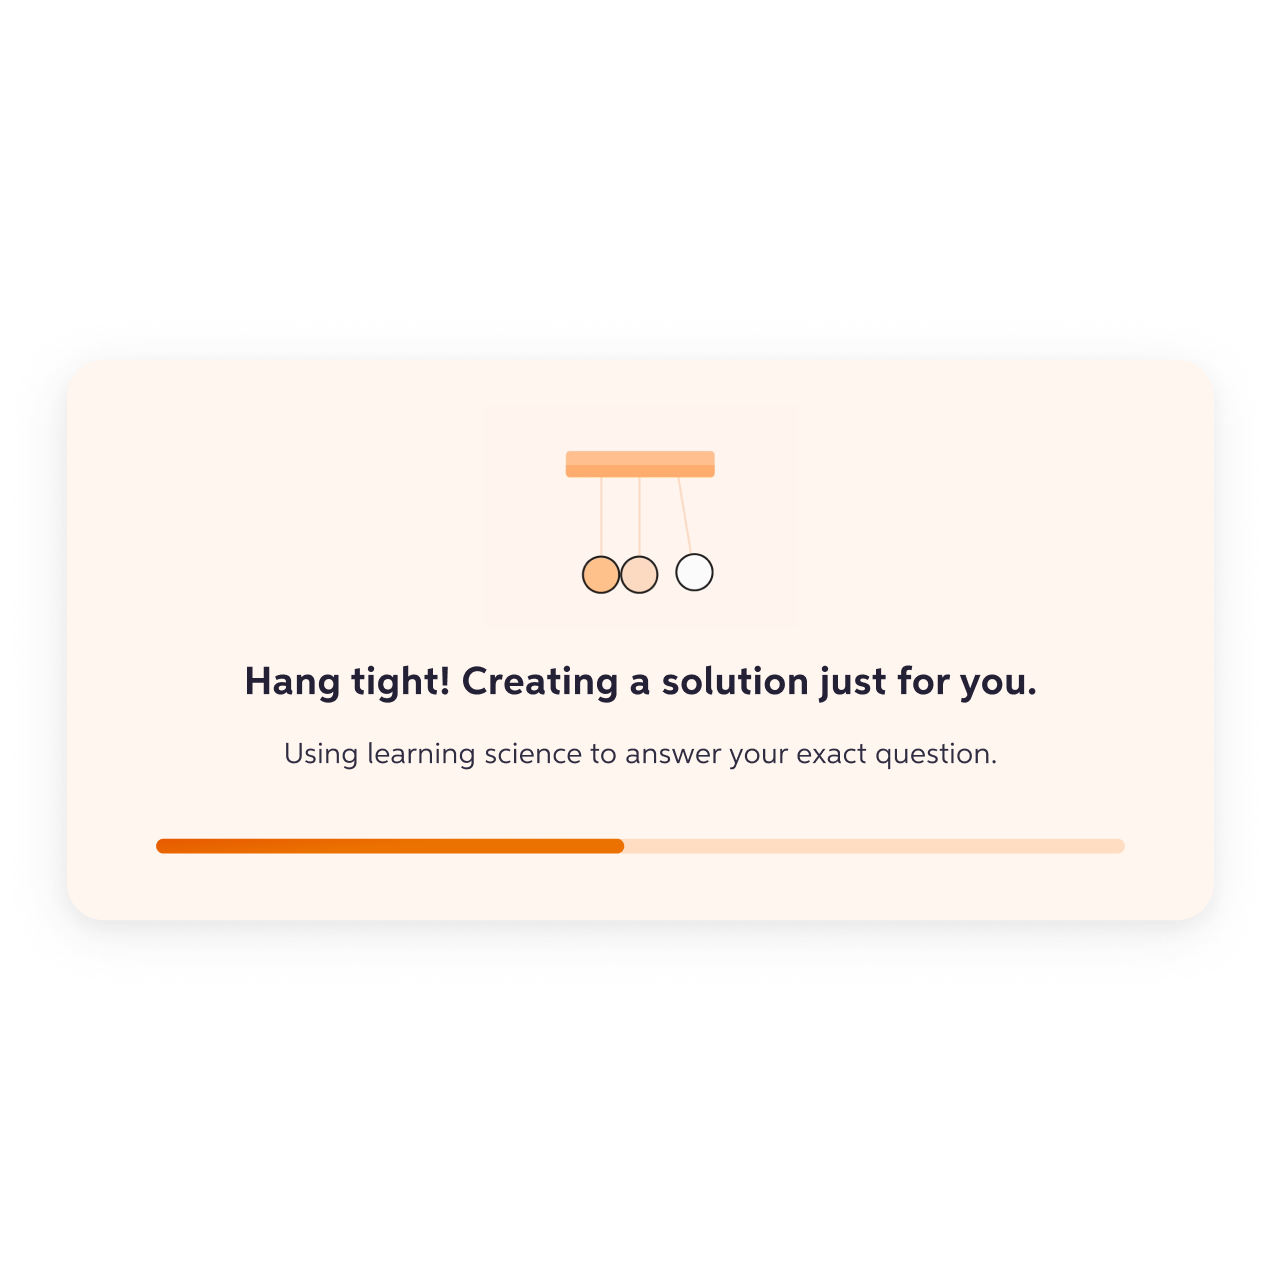 Hang tight! Creating a solution just for you.
Using learning science to answer your exact question.